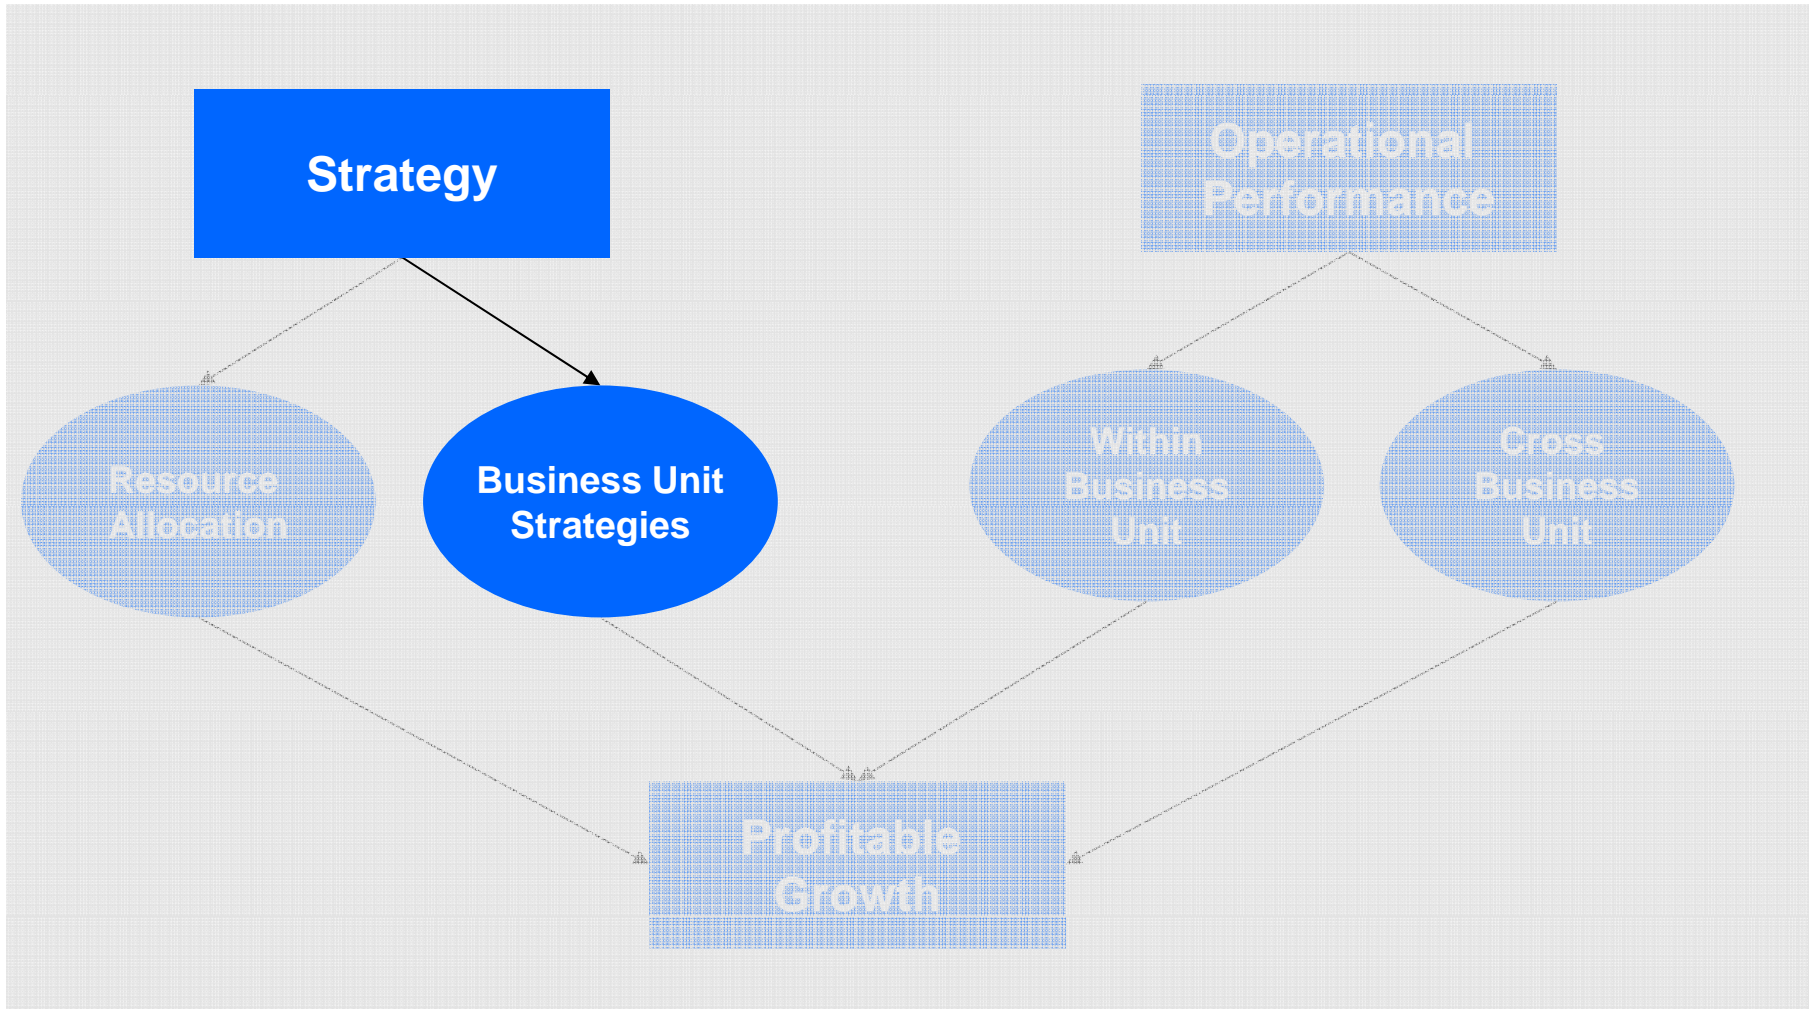 Strategy
Operational
Performance
Resource
Allocation
Business Unit
Strategies
Within
Business
Unit
Cross
Business
Unit
Profitable
Growth